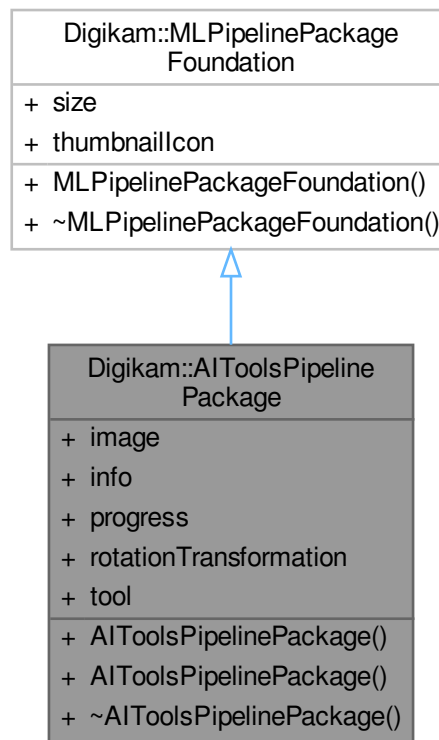 Digikam::MLPipelinePackage
Foundation
+ size
+ thumbnailIcon
+ MLPipelinePackageFoundation()
+ ~MLPipelinePackageFoundation()
Digikam::AIToolsPipeline
Package
+ image
+ info
+ progress
+ rotationTransformation
+ tool
+ AIToolsPipelinePackage()
+ AIToolsPipelinePackage()
+ ~AIToolsPipelinePackage()